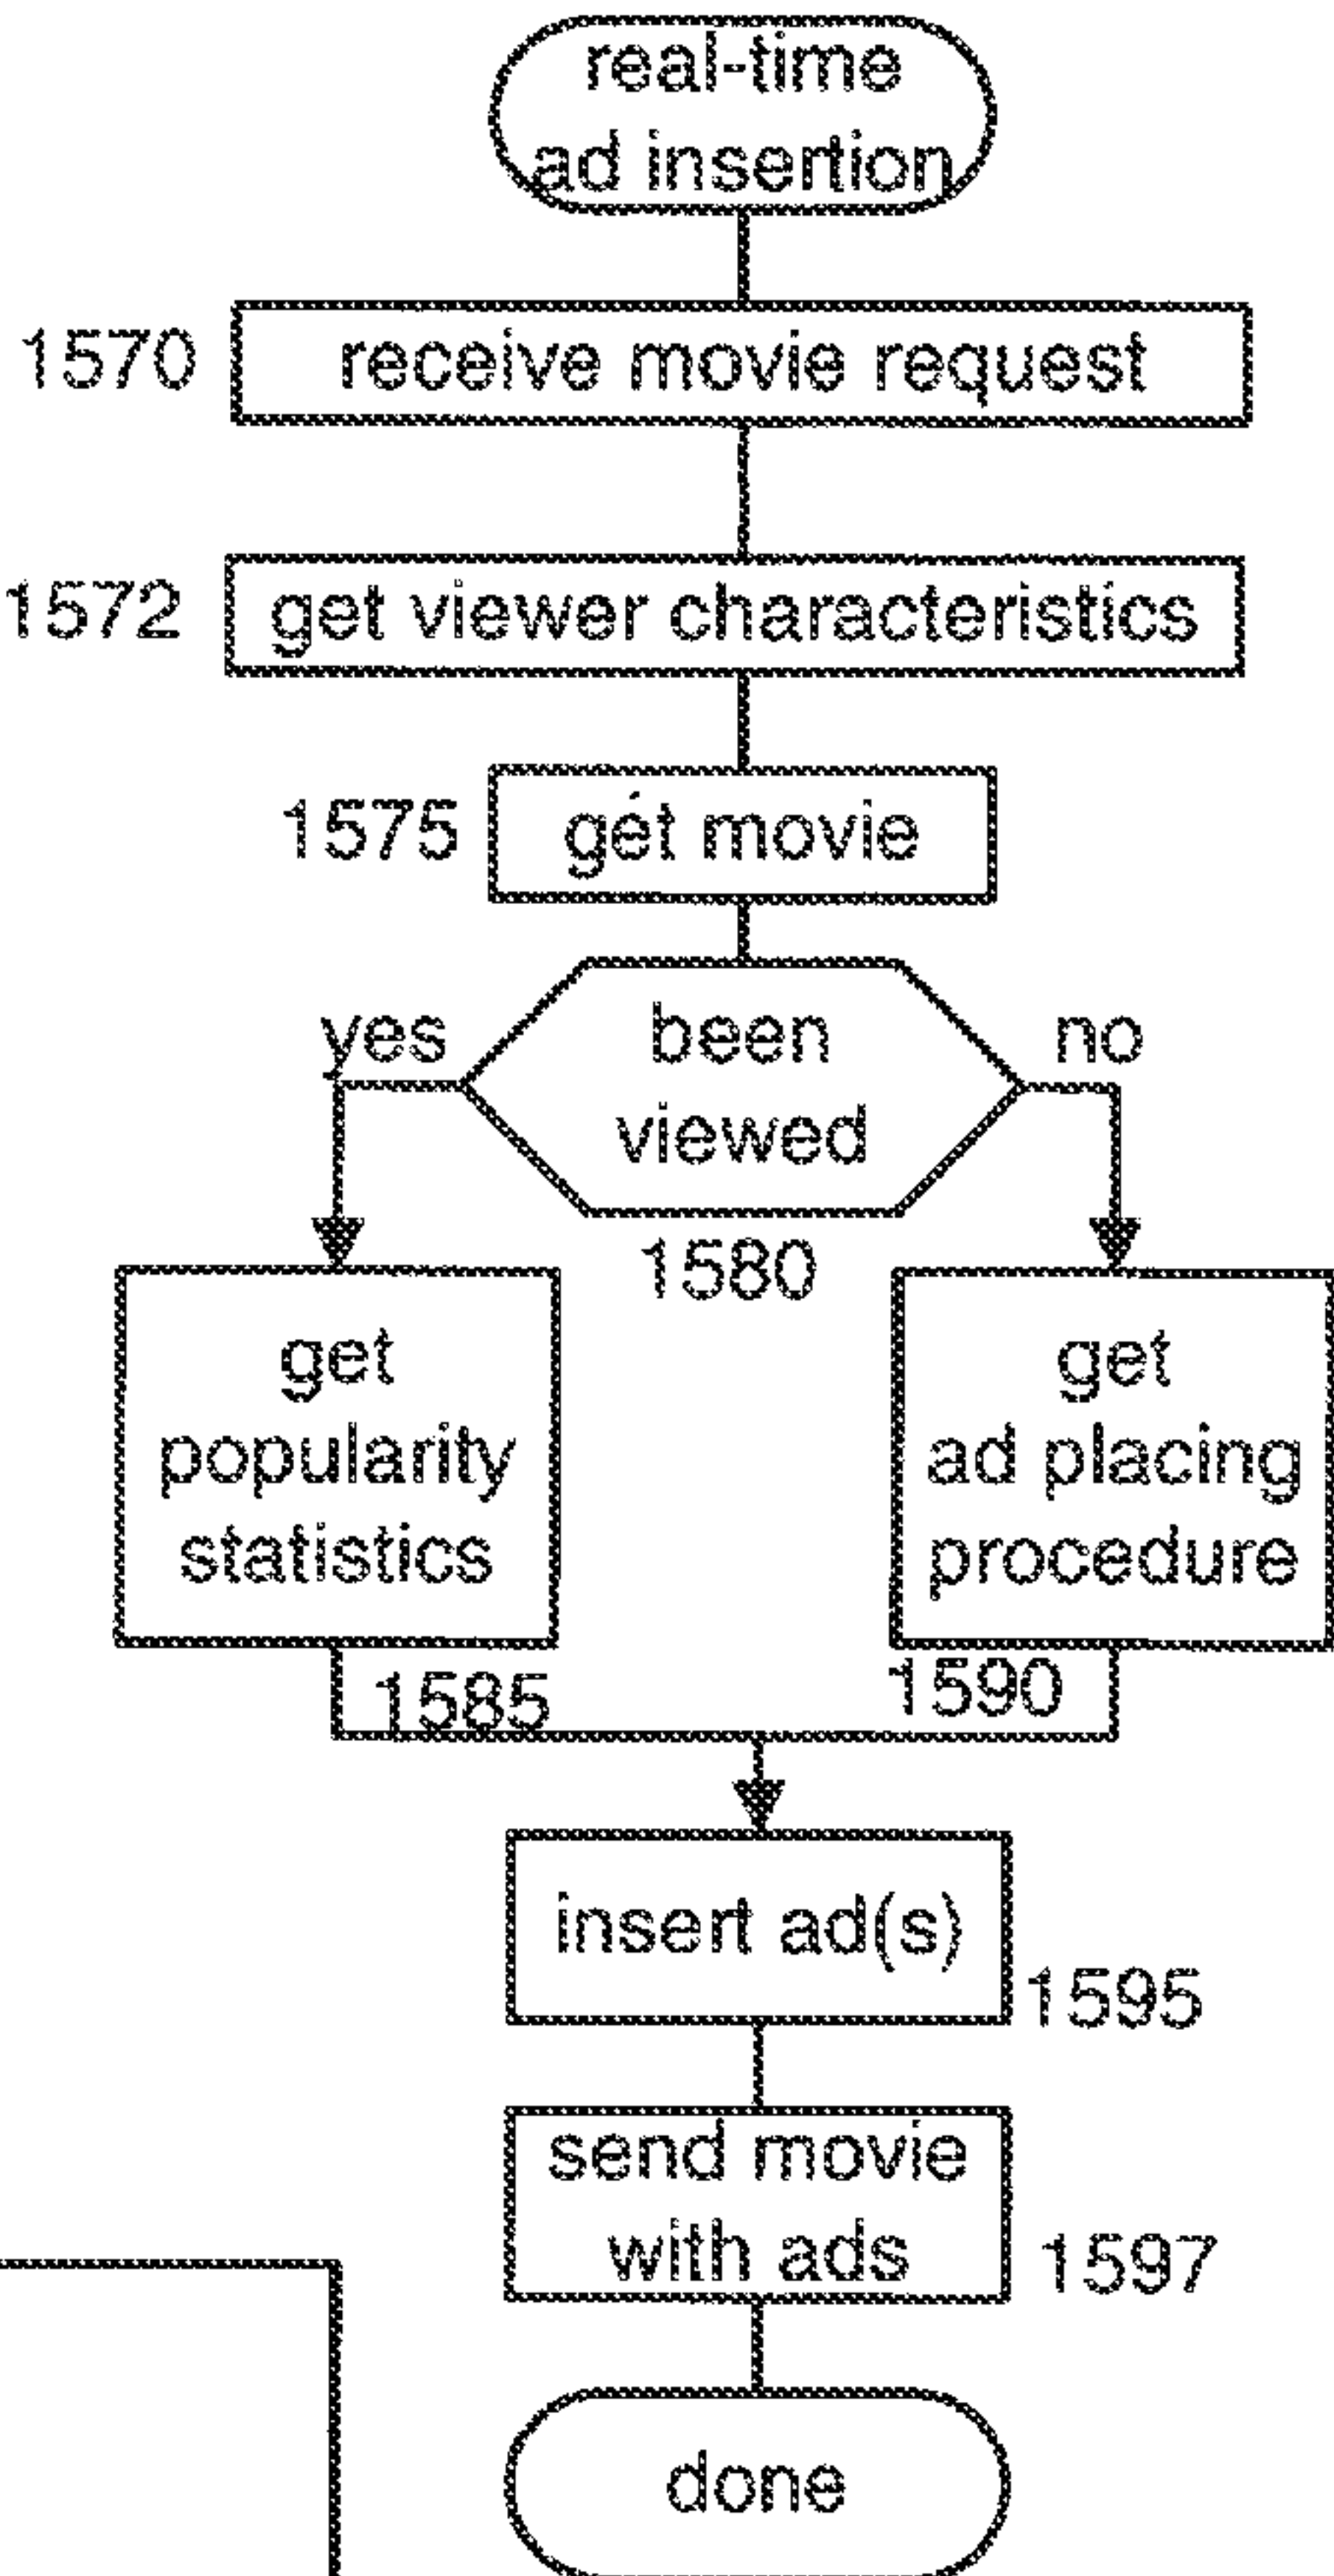 real-time
ad insertion
1570
receive movie request
1572
get viewer characteristics
1575
get movie
yes
been
viewed
no
1580
get
popularity
statistics
1585
get
ad placing
procedure
1590
insert ad(s)
1595
send movie
with ads
1597
done